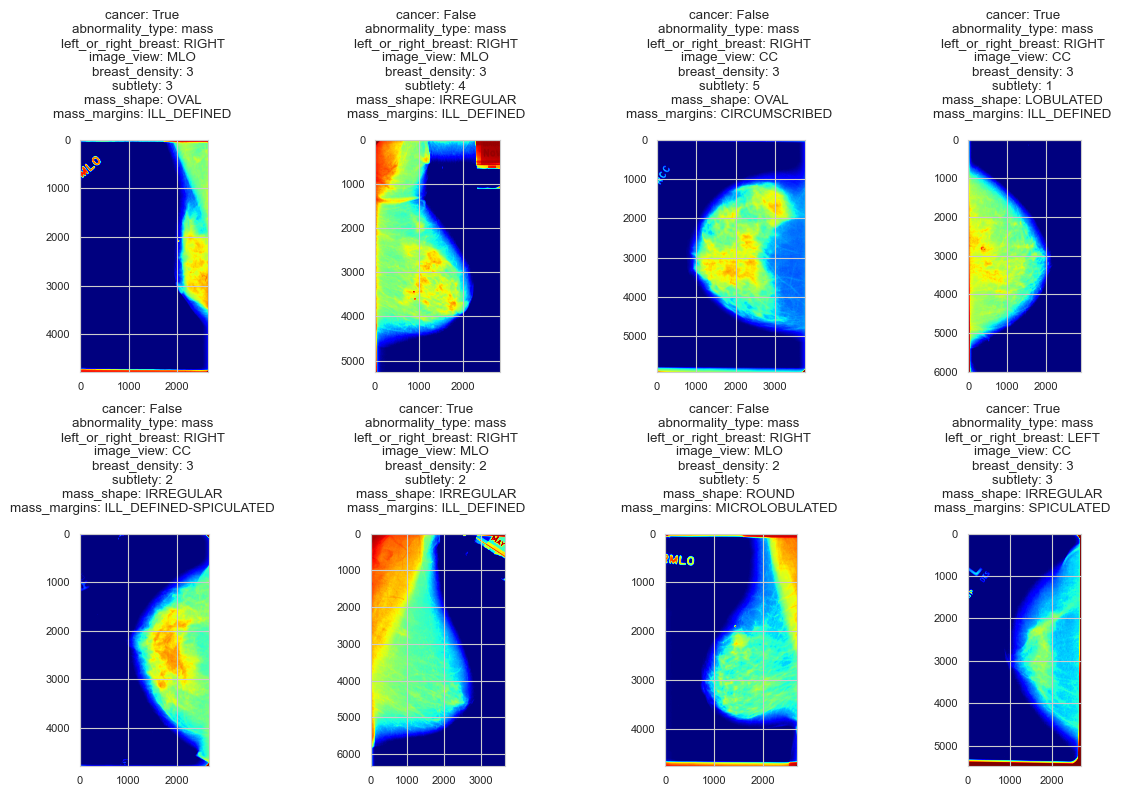 cancer: True
abnormality_type: mass
left_or_right_breast: RIGHT
image_view: MLO
breast_density: 3
subtlety: 3
mass_shape: OVAL
mass_margins: ILL_DEFINED
0
1000
2000
3000
4000
0
2000
MLO
cancer: False
abnormality_type: mass
left_or_right_breast: RIGHT
image_view: MLO
breast_density: 3
subtlety: 4
mass_shape: IRREGULAR
mass_margins: ILL_DEFINED
0
1000
2000
3000
4000
5000
0
1000
2000
cancer: False
abnormality_type: mass
left_or_right_breast: RIGHT
image_view: CC
breast_density: 3
subtlety: 5
mass_shape: OVAL
mass_margins: CIRCUMSCRIBED
0
1000
2000
3000
4000
5000
0
1000
2000
3000
RCC
cancer: True
abnormality_type: mass
left_or_right_breast: RIGHT
image_view: CC
breast_density: 3
subtlety: 1
mass_shape: LOBULATED
mass_margins: ILL_DEFINED
0
1000
2000
3000
4000
5000
6000
0
1000
2000
cancer: False
abnormality_type: mass
left_or_right_breast: RIGHT
image_view: CC
breast_density: 3
subtlety: 2
mass_shape: IRREGULAR
mass_margins: ILL_DEFINED-SPICULATED
0
1000
2000
3000
4000
0
1000
2000
cancer: True
abnormality_type: mass
left_or_right_breast: RIGHT
image_view: MLO
breast_density: 2
subtlety: 2
mass_shape: IRREGULAR
mass_margins: ILL_DEFINED
0
1000
2000
3000
4000
5000
6000
0
1000
2000
3000
cancer: False
abnormality_type: mass
left_or_right_breast: RIGHT
image_view: MLO
breast_density: 2
subtlety: 5
mass_shape: ROUND
mass_margins: MICROLOBULATED
0
1000
2000
3000
4000
0
1000
2000
RMLO
cancer: True
abnormality_type: mass
left_or_right_breast: LEFT
image_view: CC
breast_density: 3
subtlety: 3
mass_shape: IRREGULAR
mass_margins: SPICULATED
0
1000
2000
3000
4000
5000
0
1000
2000